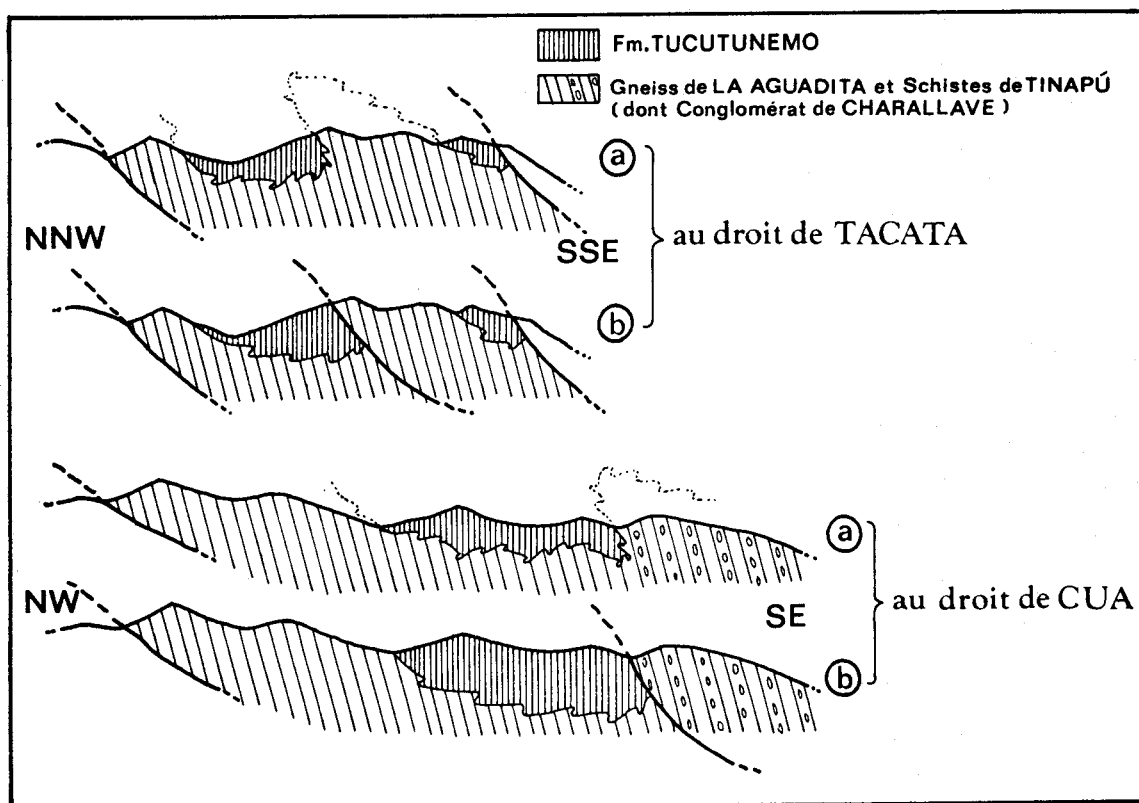 Fm. TUCUTUNEMO
Gneiss de LA AGUADITA et Schistes de TINAPÚ
( dont Conglomérat de CHARALLAVE )
a
NNW
SSE
au droit de TACATA
b
a
NW
SE
au droit de CUA
b